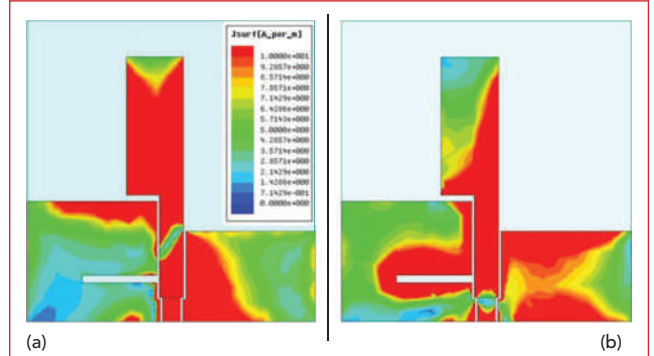 Jsurf[A_per_m]
1.0000e+001
9.2857e+000
8.5714e+000
7.8571e+000
7.1429e+000
6.4286e+000
5.7143e+000
5.0000e+000
4.2857e+000
3.5714e+000
2.8571e+000
2.1429e+000
1.4286e+000
7.1429e-001
0.0000e+000
(a)
(b)